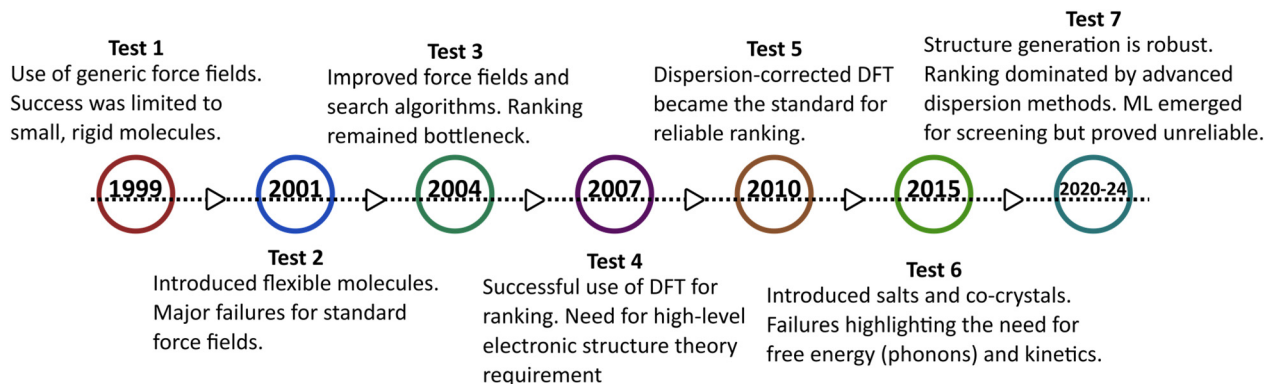 Test 1
Use of generic force fields.
Success was limited to
small, rigid molecules.
1999
2001
Test 2
Introduced flexible molecules.
Major failures for standard
force fields.
Test 3
Improved force fields and
search algorithms. Ranking
remained bottleneck.
2004
2007
Test 4
Successful use of DFT for
ranking. Need for high-level
electronic structure theory
requirement
Test 5
Dispersion-corrected DFT
became the standard for
reliable ranking.
2010
2015
Test 6
Introduced salts and co-crystals.
Failures highlighting the need for
free energy (phonons) and kinetics.
Test 7
Structure generation is robust.
Ranking dominated by advanced
dispersion methods. ML emerged
for screening but proved unreliable.
2020-24